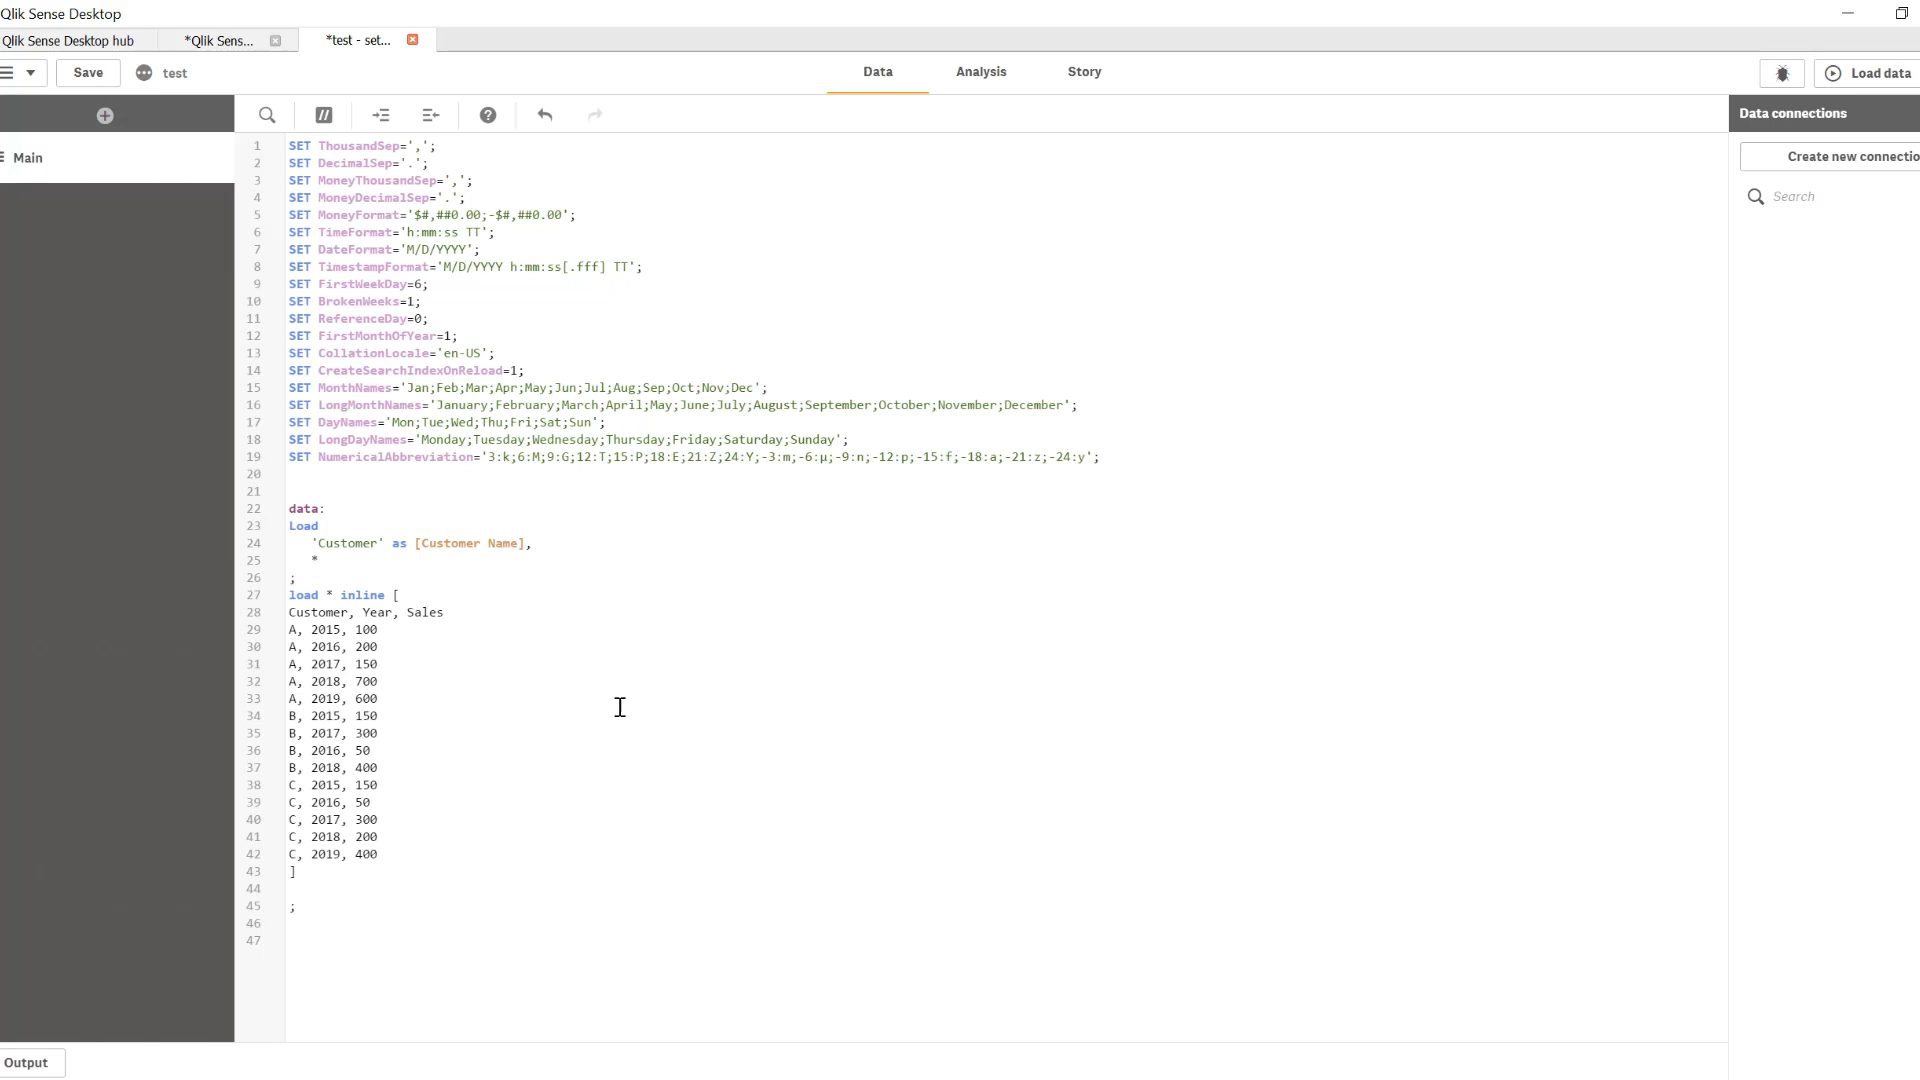 Qlik Sense Desktop
Qlik Sense Desktop hub
*Qlik Sens...
*test - set...
Save
test
Data
Analysis
Story
Load data
Main
Data connections
Create new connectio
Search
1 SET ThousandSep=',';
2 SET DecimalSep='.';
3 SET MoneyThousandSep=',';
4 SET MoneyDecimalSep='.';
5 SET MoneyFormat='$#,##0.00;-$#,##0.00';
6 SET TimeFormat='h:mm:ss TT';
7 SET DateFormat='M/D/YYYY';
8 SET TimestampFormat='M/D/YYYY h:mm:ss[.fff] TT';
9 SET FirstWeekDay=6;
10 SET BrokenWeeks=1;
11 SET ReferenceDay=0;
12 SET FirstMonthOfYear=1;
13 SET CollationLocale='en-US';
14 SET CreateSearchIndexOnReload=1;
15 SET MonthNames='Jan;Feb;Mar;Apr;May;Jun;Jul;Aug;Sep;Oct;Nov;Dec';
16 SET LongMonthNames='January;February;March;April;May;June;July;August;September;October;November;December';
17 SET DayNames='Mon;Tue;Wed;Thu;Fri;Sat;Sun';
18 SET LongDayNames='Monday;Tuesday;Wednesday;Thursday;Friday;Saturday;Sunday';
19 SET NumericalAbbreviation='3:k;6:M;9:G;12:T;15:P;18:E;21:Z;24:Y;-3:m;-6:μ;-9:n;-12:p;-15:f;-18:a;-21:z;-24:y';
20
21
22 data:
23 Load
24 'Customer' as [Customer Name],
25 *
26 ;
27 load * inline [
28 Customer, Year, Sales
29 A, 2015, 100
30 A, 2016, 200
31 A, 2017, 150
32 A, 2018, 700
33 A, 2019, 600
34 B, 2015, 150
35 B, 2017, 300
36 B, 2016, 50
37 B, 2018, 400
38 C, 2015, 150
39 C, 2016, 50
40 C, 2017, 300
41 C, 2018, 200
42 C, 2019, 400
43 ]
44
45 ;
46
47
Output